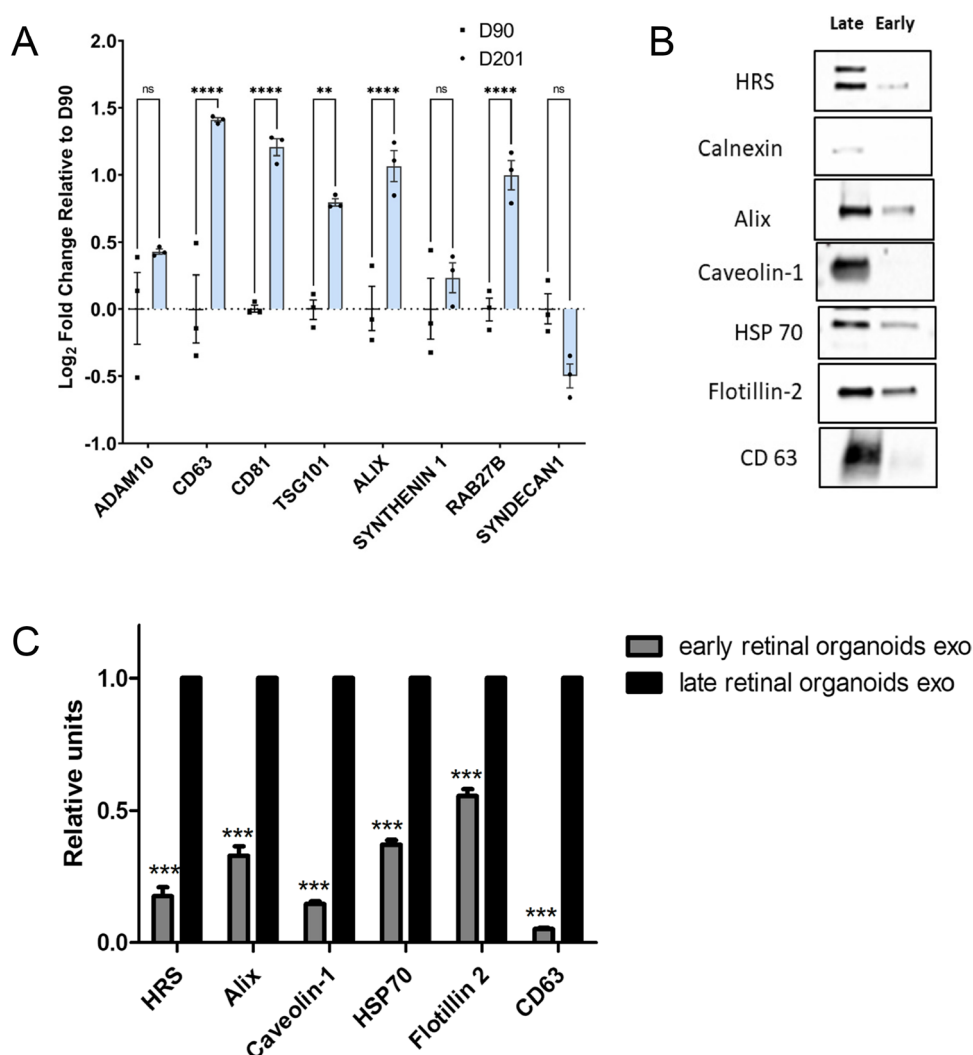 A
D90
D201
2.0
1.5
1.0
0.5
0.0
-0.5
-1.0
Log2 Fold Change Relative to D90
ns
****
****
**
****
ns
****
ns
ADAM10
CD63
CD81
TSG101
ALIX
SYNTHENIN 1
RAB27B
SYNDECAN1
B
Late Early
HRS
Calnexin
Alix
Caveolin-1
HSP 70
Flotillin-2
CD 63
C
early retinal organoids exo
late retinal organoids exo
Relative units
1.0
0.5
0.0
***
***
***
***
***
***
HRS
Alix
Caveolin-1
HSP70
Flotillin 2
CD63